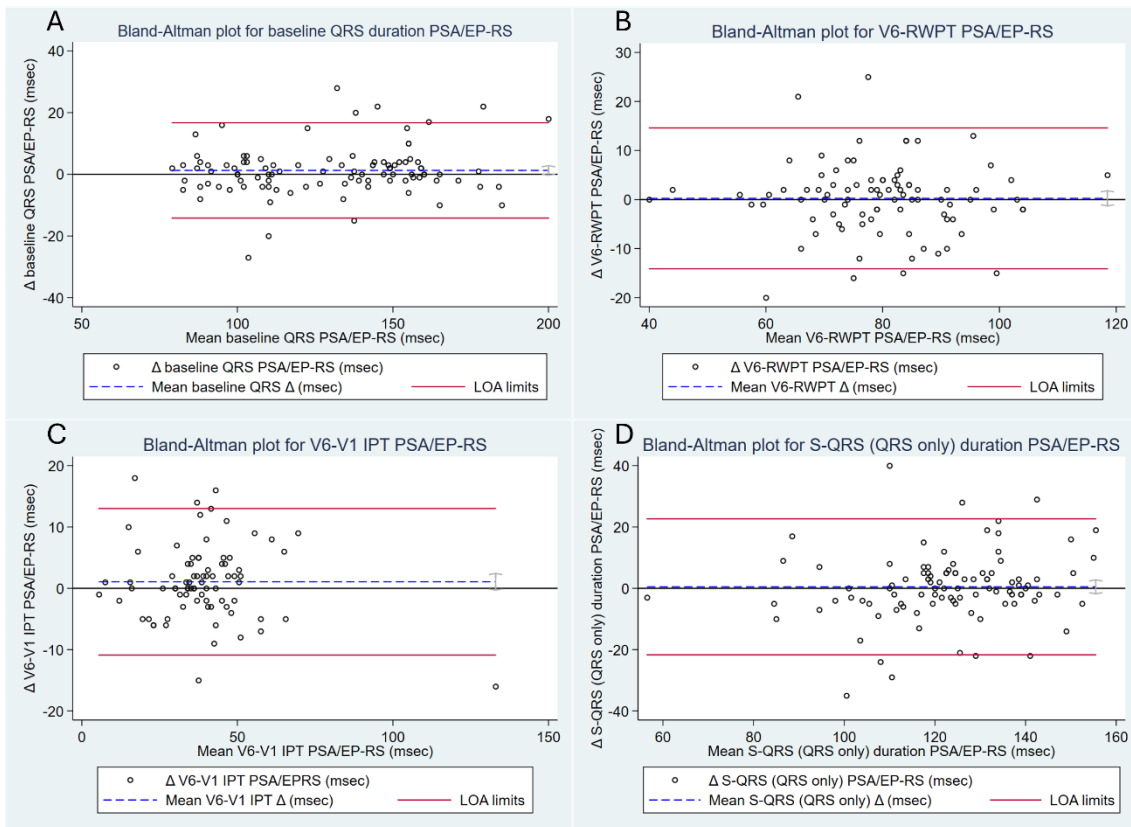 A
Bland-Altman plot for baseline QRS duration PSA/EP-RS
Δ baseline QRS PSA/EP-RS (msec)
40
20
0
-20
-40
50
100
150
200
Mean baseline QRS PSA/EP-RS (msec)
Δ baseline QRS PSA/EP-RS (msec)
Mean baseline QRS Δ (msec)
LOA limits
B
Bland-Altman plot for V6-RWPT PSA/EP-RS
Δ V6-RWPT PSA/EP-RS (msec)
30
20
10
0
-10
-20
40
60
80
100
120
Mean V6-RWPT PSA/EP-RS (msec)
Δ V6-RWPT PSA/EP-RS (msec)
Mean V6-RWPT Δ (msec)
LOA limits
C
Bland-Altman plot for V6-V1 IPT PSA/EP-RS
Δ V6-V1 IPT PSA/EP-RS (msec)
20
10
0
-10
-20
0
50
100
150
Mean V6-V1 IPT PSA/EP-RS (msec)
Δ V6-V1 IPT PSA/EPRS (msec)
Mean V6-V1 IPT Δ (msec)
LOA limits
D
Bland-Altman plot for S-QRS (QRS only) duration PSA/EP-RS
Δ S-QRS (QRS only) duration PSA/EP-RS (msec)
40
20
0
-20
-40
60
80
100
120
140
160
Mean S-QRS (QRS only) duration PSA/EP-RS (msec)
Δ S-QRS (QRS only) PSA/EP-RS (msec)
Mean S-QRS (QRS only) Δ (msec)
LOA limits